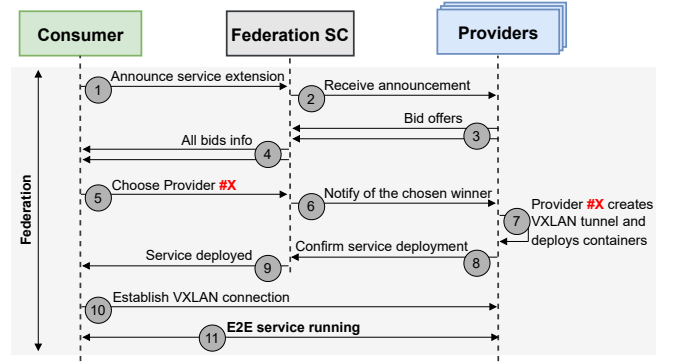 Consumer
Federation SC
Providers
Federation
1
Announce service extension
2
Receive announcement
Bid offers
3
All bids info
4
5
Choose Provider #X
6
Notify of the chosen winner
7
Provider #X creates
VXLAN tunnel and
deploys containers
Confirm service deployment
8
Service deployed
9
10
Establish VXLAN connection
11
E2E service running